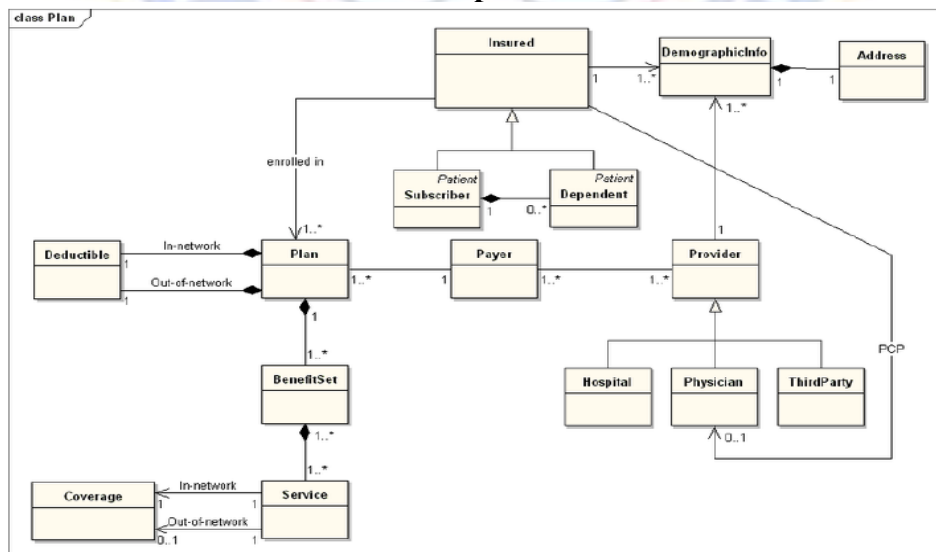 class Plan
Insured
DemographicInfo
Address
1
1..*
1
1
1..*
enrolled in
Patient
Subscriber
Patient
Dependent
1
0..*
1..*
1
Deductible
In-network
1
Out-of-network
1
Plan
Payer
Provider
1..*
1
1..*
1..*
1
1..*
PCP
BenefitSet
Hospital
Physician
ThirdParty
1..*
0..1
1..*
Coverage
In-network
1
1
Service
Out-of-network
0..1
1